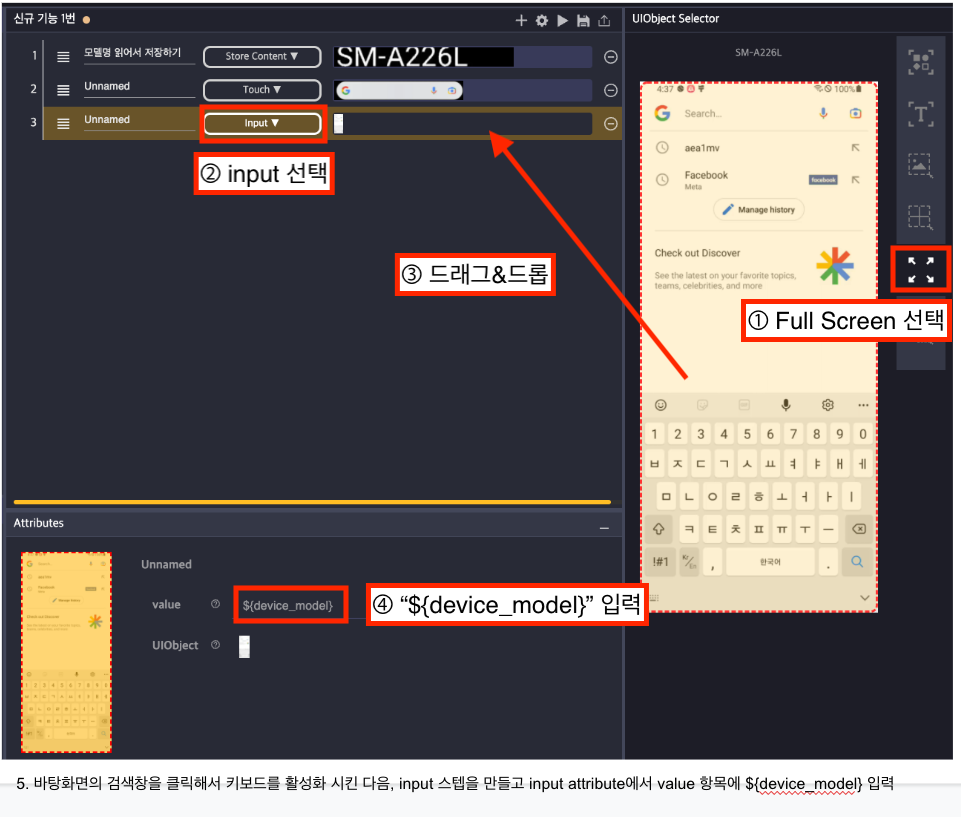 신규 기능 1번
UIObject Selector
1 모델명 읽어서 저장하기 Store Content ▼ SM-A226L
2 Unnamed Touch ▼
3 Unnamed Input ▼
② input 선택
③ 드래그&드롭
SM-A226L
4:37 100%
Search...
aea1mv
Facebook
Meta
facebook
Manage history
Check out Discover
See the latest on your favorite topics,
teams, celebrities, and more
① Full Screen 선택
1 2 3 4 5 6 7 8 9 0
ㅂ ㅈ ㄷ ㄱ ㅅ ㅛ ㅕ ㅑ ㅐ ㅔ
ㅁ ㄴ ㅇ ㄹ ㅎ ㅗ ㅓ ㅏ ㅣ
ㅋ ㅌ ㅊ ㅍ ㅠ ㅜ ㅡ
!#1 한국어 .
Attributes
Unnamed
value ${device_model}
④ “${device_model}” 입력
UIObject
5. 바탕화면의 검색창을 클릭해서 키보드를 활성화 시킨 다음, input 스텝을 만들고 input attribute에서 value 항목에 ${device_model} 입력